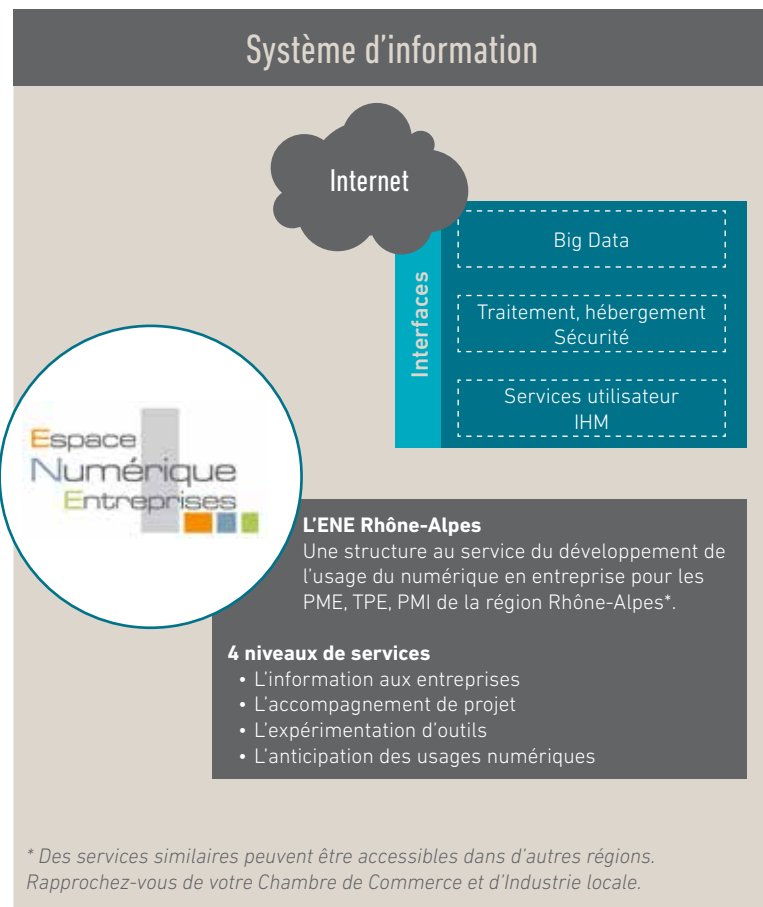 Système d'information
Internet
Interfaces
Big Data
Traitement, hébergement
Sécurité
Services utilisateur
IHM
Espace
Numérique
Entreprises
L'ENE Rhône-Alpes
Une structure au service du développement de
l'usage du numérique en entreprise pour les
PME, TPE, PMI de la région Rhône-Alpes*.
4 niveaux de services
• L'information aux entreprises
• L'accompagnement de projet
• L'expérimentation d'outils
• L'anticipation des usages numériques
* Des services similaires peuvent être accessibles dans d'autres régions.
Rapprochez-vous de votre Chambre de Commerce et d'Industrie locale.